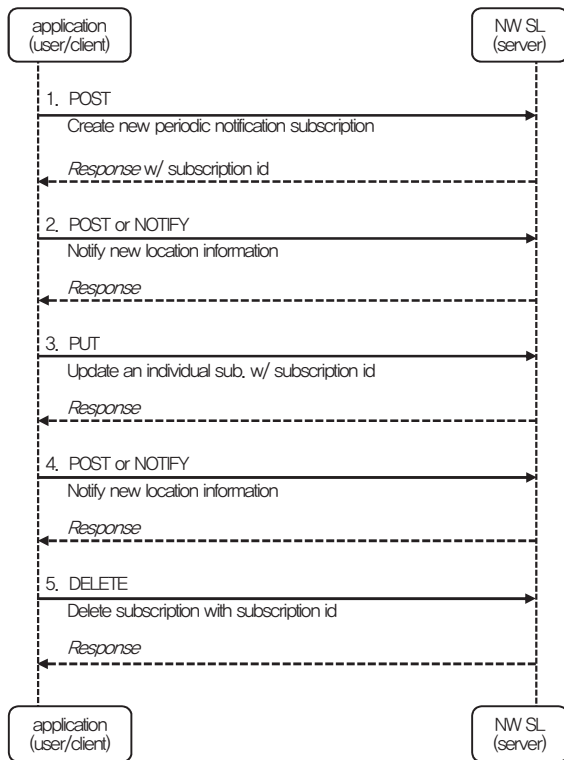 application
(user/client)
NW SL
(server)
1. POST
Create new periodic notification subscription
Response w/ subscription id
2. POST or NOTIFY
Notify new location information
Response
3. PUT
Update an individual sub. w/ subscription id
Response
4. POST or NOTIFY
Notify new location information
Response
5. DELETE
Delete subscription with subscription id
Response
application
(user/client)
NW SL
(server)